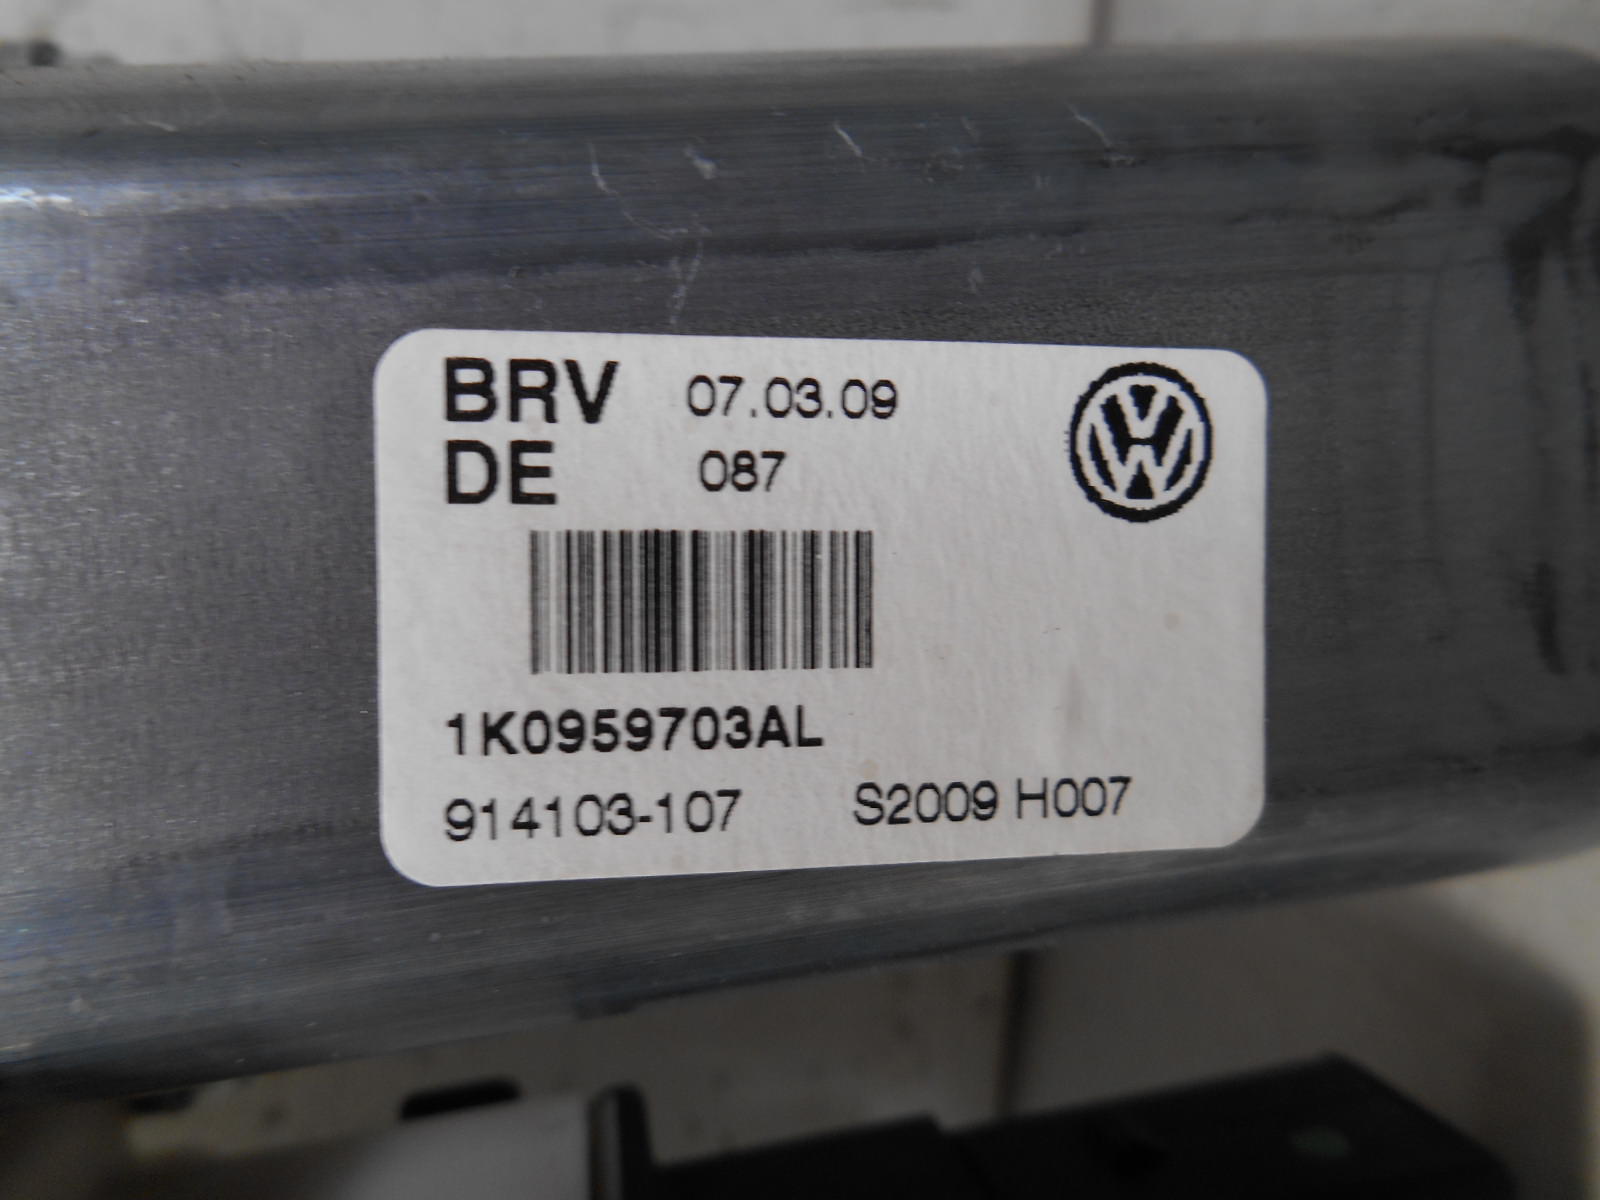 BRV 07.03.09
DE 087
1K0959703AL
914103-107 S2009 H007